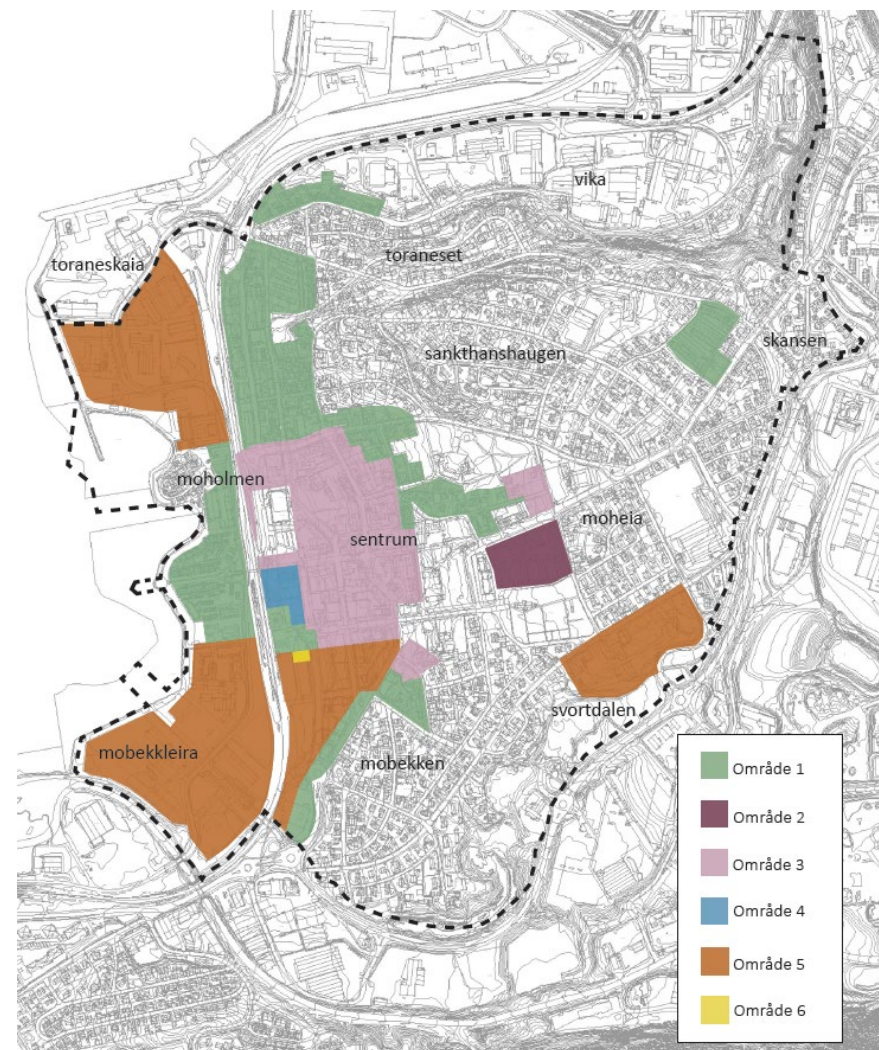 vika
toraneset
toraneskaia
skansen
sankthanshaugen
moholmen
moheia
sentrum
svortdalen
mobekkleira
mobekken
Område 1
Område 2
Område 3
Område 4
Område 5
Område 6